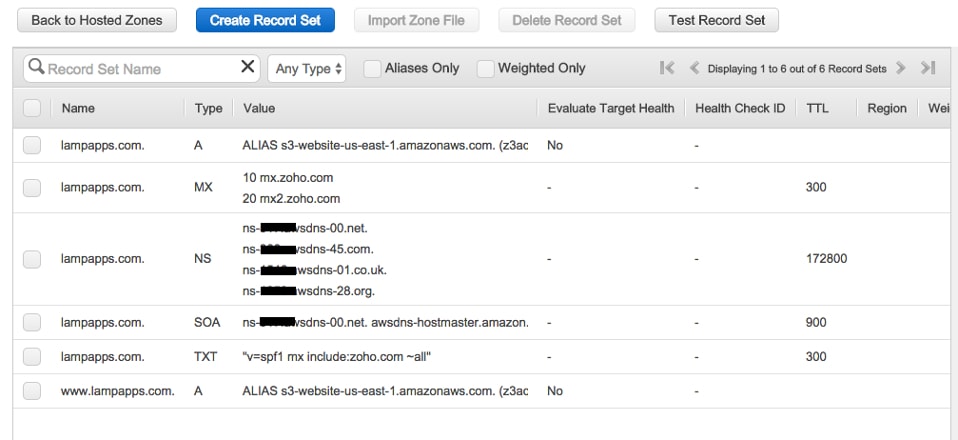 Back to Hosted Zones Create Record Set Import Zone File Delete Record Set Test Record Set
Record Set Name Any Type Aliases Only Weighted Only Displaying 1 to 6 out of 6 Record Sets
Name Type Value Evaluate Target Health Health Check ID TTL Region Wei
lampapps.com. A ALIAS s3-website-us-east-1.amazonaws.com. (z3ac No -
10 mx.zoho.com
lampapps.com. MX - - 300
20 mx2.zoho.com
ns- wsdns-00.net.
ns- wsdns-45.com.
lampapps.com. NS - - 172800
ns- wsdns-01.co.uk.
ns- wsdns-28.org.
lampapps.com. SOA ns- wsdns-00.net. awsdns-hostmaster.amazon. - - 900
lampapps.com. TXT "v=spf1 mx include:zoho.com ~all" - - 300
www.lampapps.com. A ALIAS s3-website-us-east-1.amazonaws.com. (z3ac No -